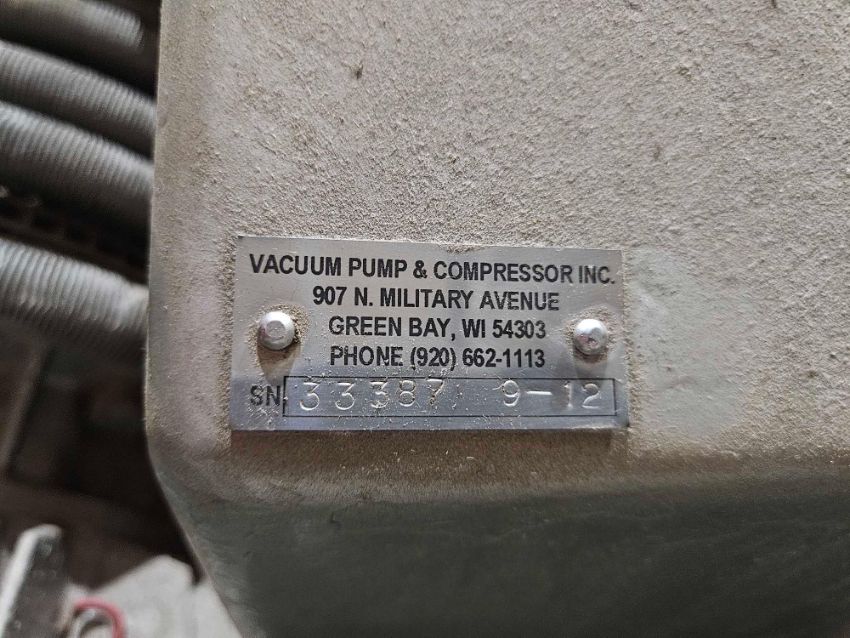 VACUUM PUMP & COMPRESSOR INC.
907 N. MILITARY AVENUE
GREEN BAY, WI 54303
PHONE (920) 662-1113
SN 33387 9-12